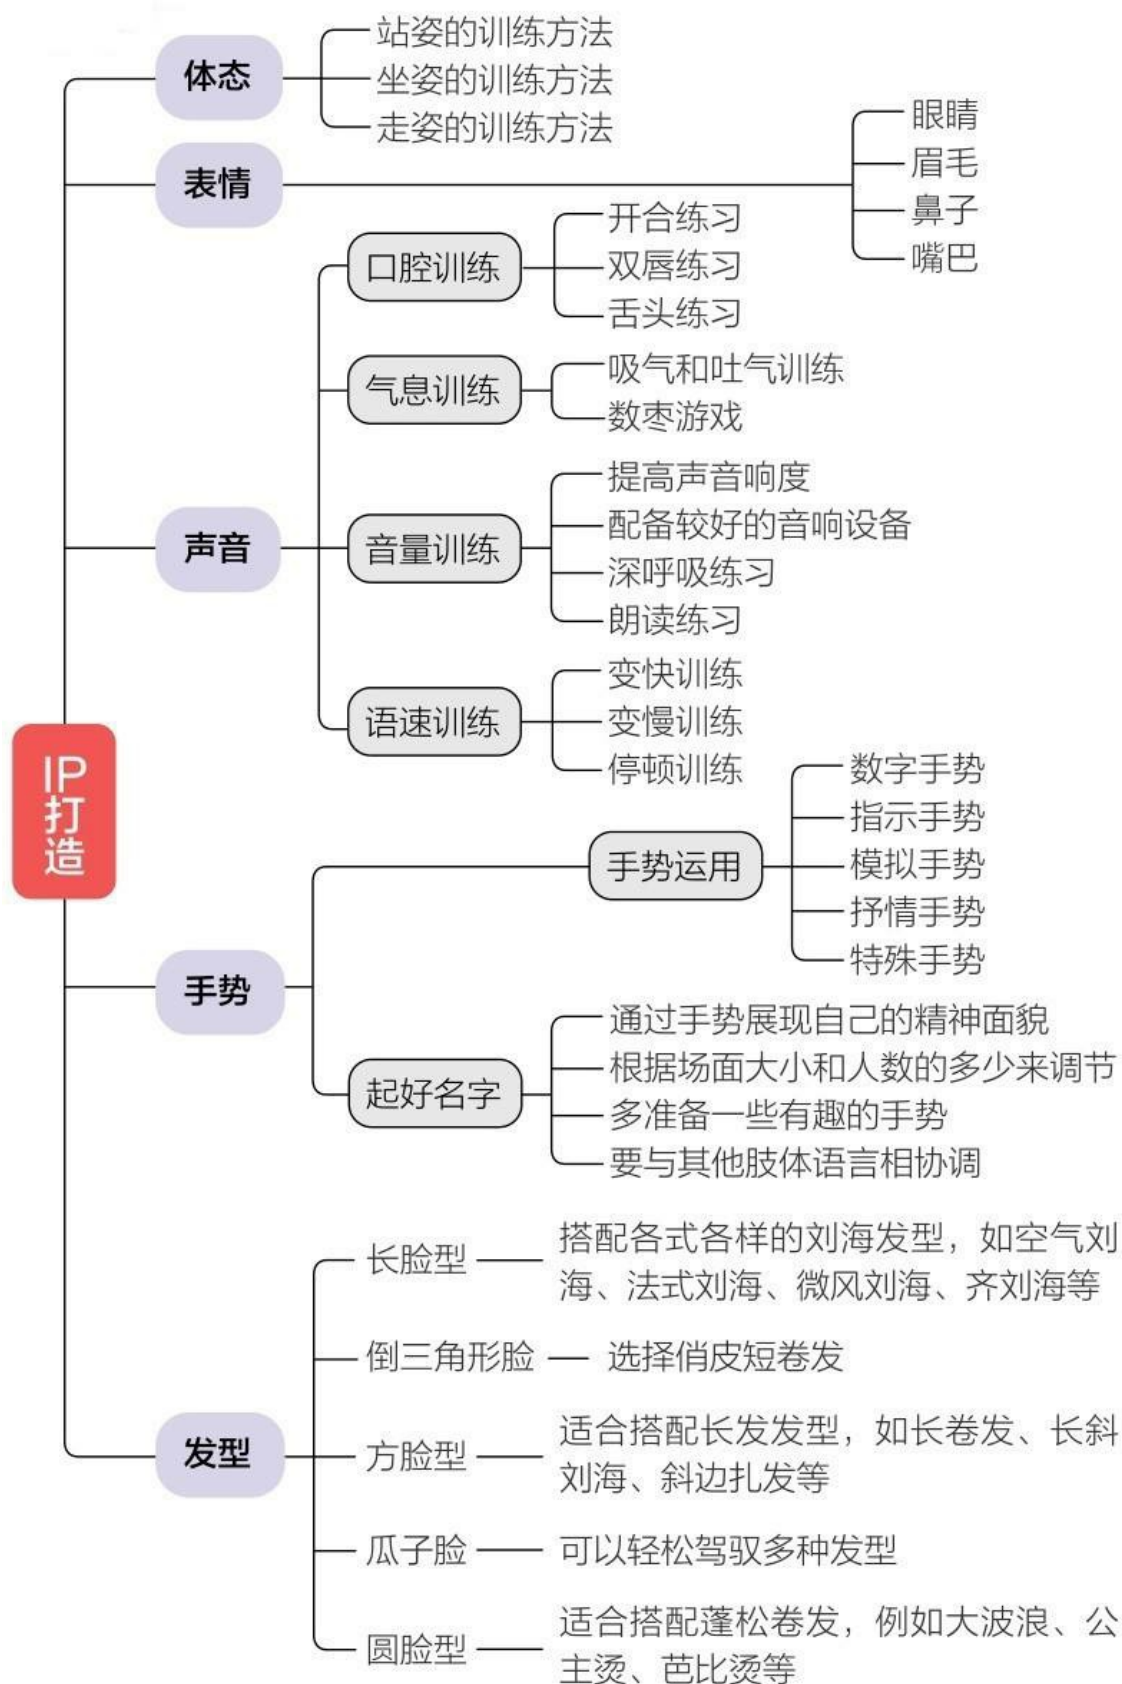 IP
打
造
体态
站姿的训练方法
坐姿的训练方法
走姿的训练方法
表情
眼睛
眉毛
鼻子
嘴巴
声音
口腔训练
开合练习
双唇练习
舌头练习
气息训练
吸气和吐气训练
数枣游戏
音量训练
提高声音响度
配备较好的音响设备
深呼吸练习
朗读练习
语速训练
变快训练
变慢训练
停顿训练
手势
手势运用
数字手势
指示手势
模拟手势
抒情手势
特殊手势
起好名字
通过手势展现自己的精神面貌
根据场面大小和人数的多少来调节
多准备一些有趣的手势
要与其他肢体语言相协调
发型
长脸型
搭配各式各样的刘海发型，如空气刘
海、法式刘海、微风刘海、齐刘海等
倒三角形脸
选择俏皮短卷发
方脸型
适合搭配长发发型，如长卷发、长斜
刘海、斜边扎发等
瓜子脸
可以轻松驾驭多种发型
圆脸型
适合搭配蓬松卷发，例如大波浪、公
主烫、芭比烫等